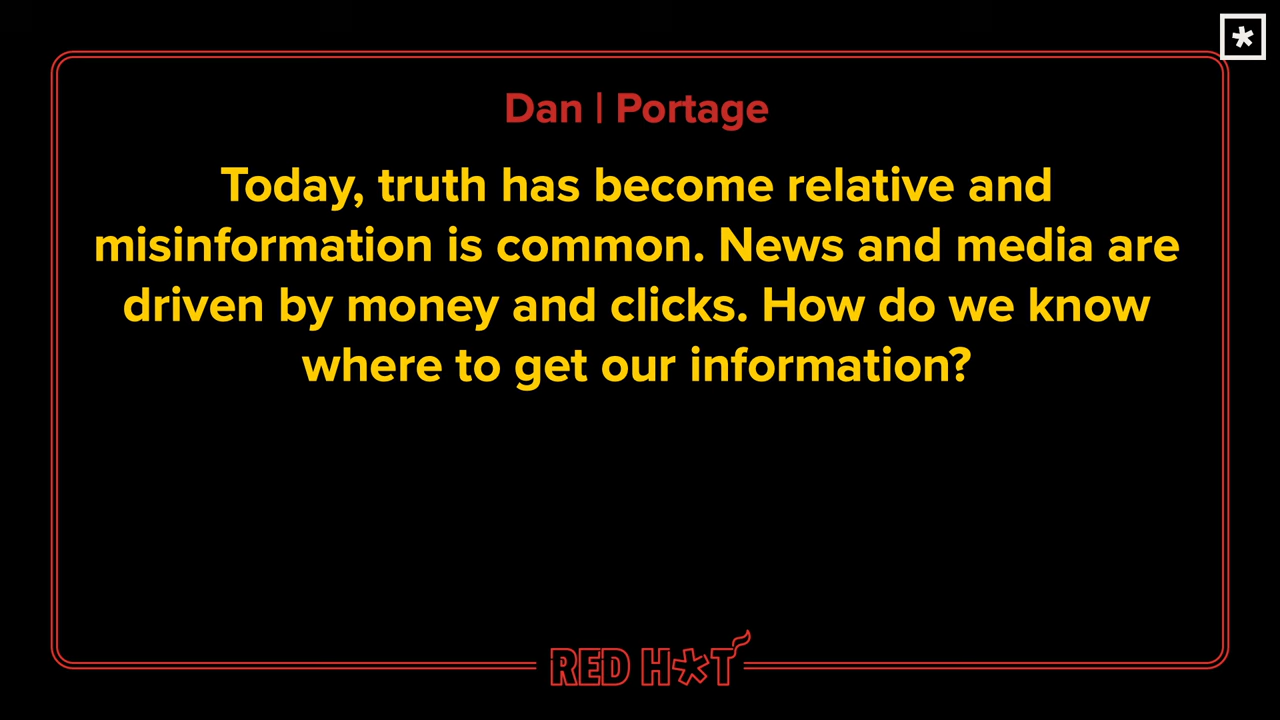 Dan | Portage
Today, truth has become relative and
misinformation is common. News and media are
driven by money and clicks. How do we know
where to get our information?
RED H*T